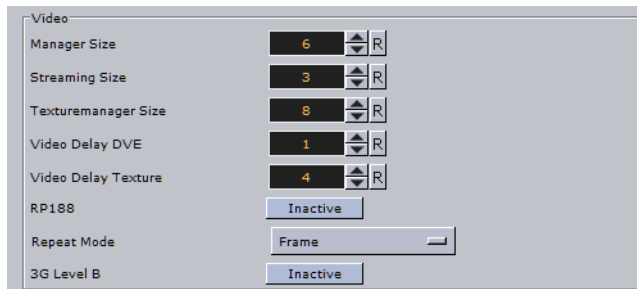 Video
Manager Size 6 R
Streaming Size 3 R
Texturemanager Size 8 R
Video Delay DVE 1 R
Video Delay Texture 4 R
RP188 Inactive
Repeat Mode Frame
3G Level B Inactive